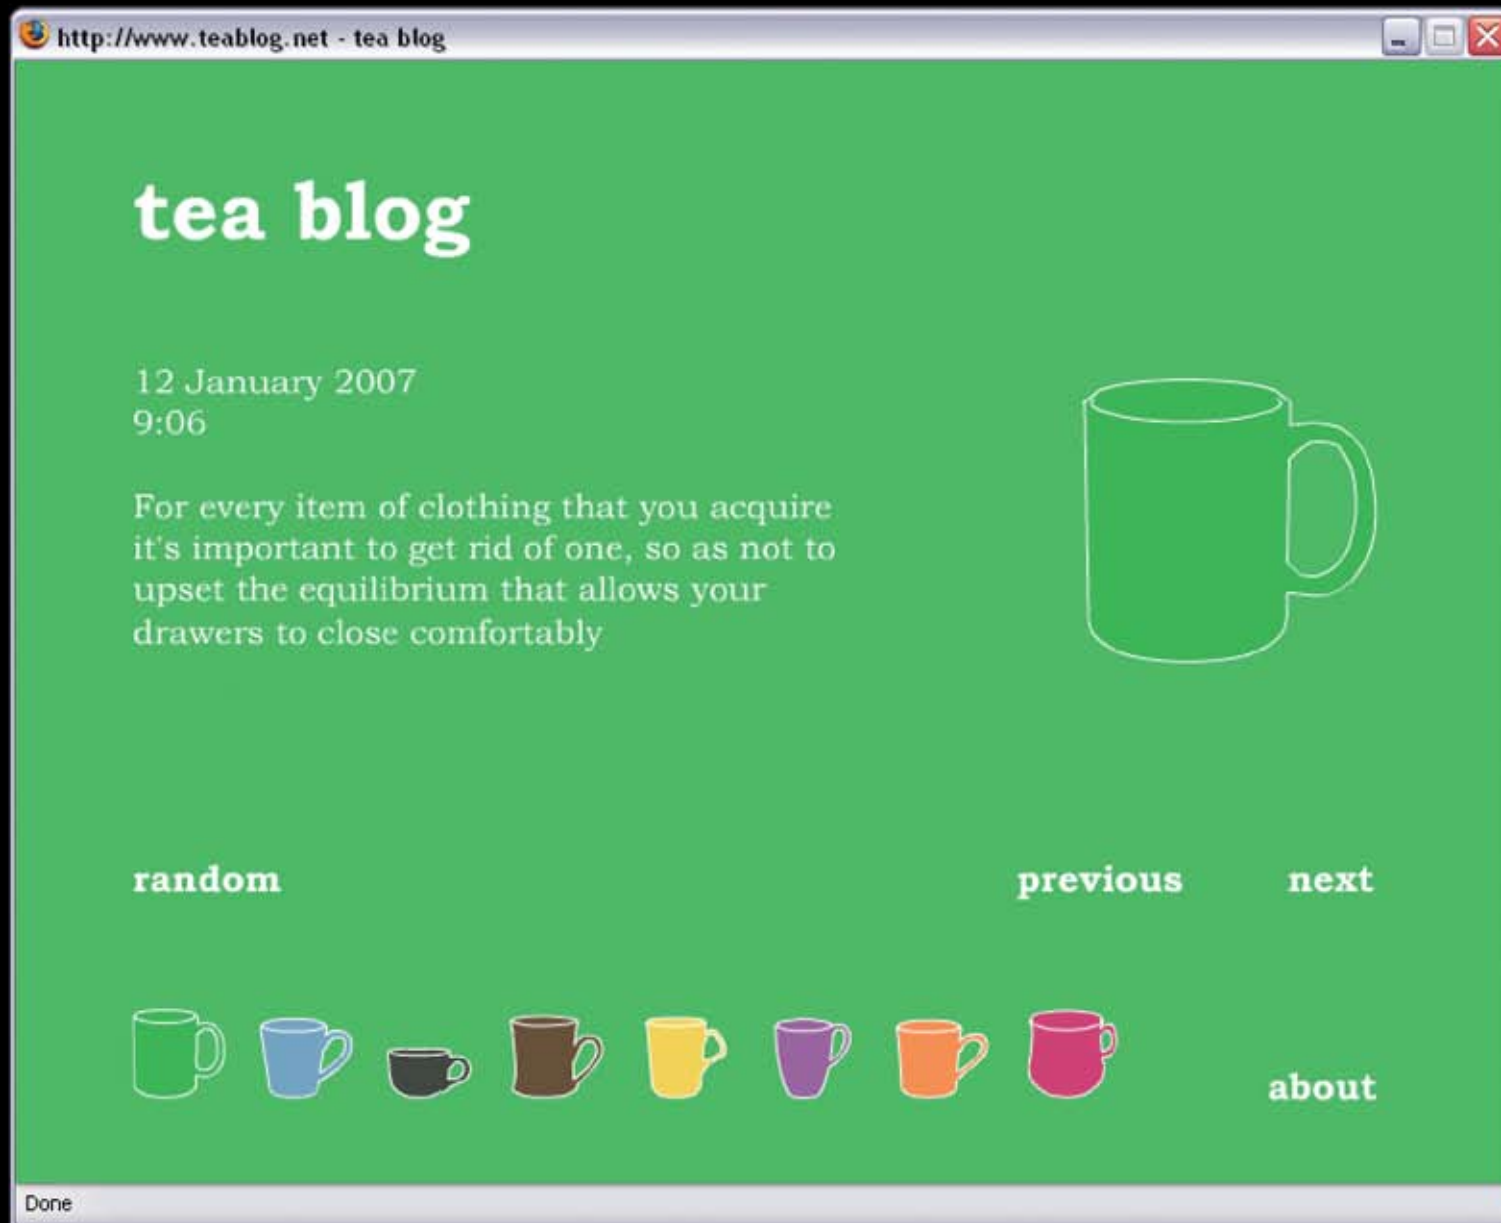 http://www.teablog.net - tea blog
tea blog
12 January 2007
9:06
For every item of clothing that you acquire
it's important to get rid of one, so as not to
upset the equilibrium that allows your
drawers to close comfortably
random
previous
next
about
Done